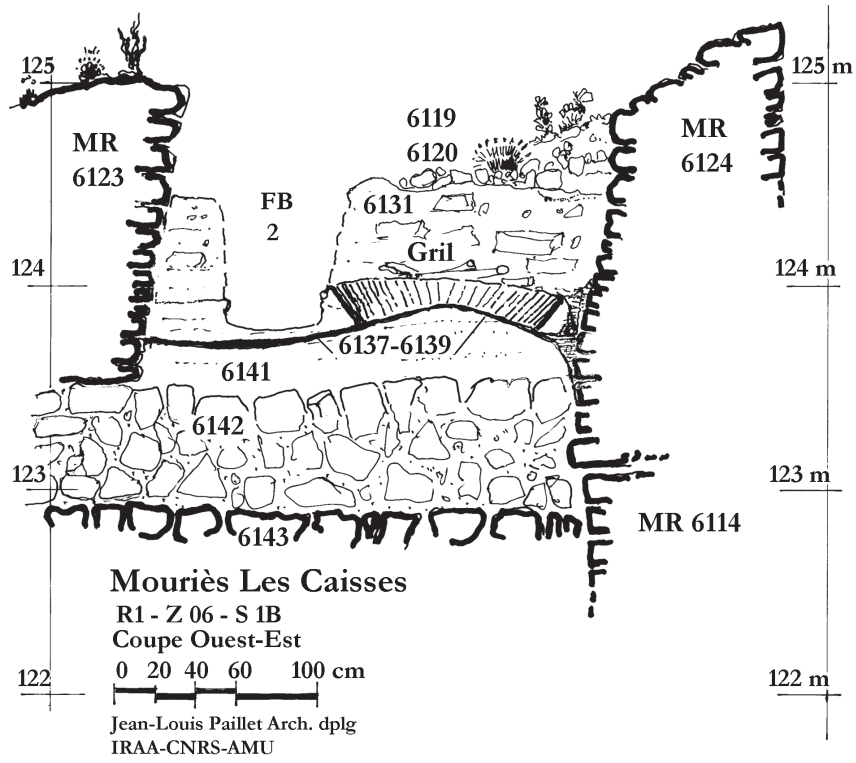 125
125 m
6119
MR
6123
MR
6124
6120
FB
2
6131
Gril
124
124 m
6137-6139
6141
6142
123
123 m
6143
MR 6114
Mouriès Les Caisses
R1 - Z 06 - S 1B
Coupe Ouest-Est
0 20 40 60 100 cm
122
122 m
Jean-Louis Paillet Arch. dplg
IRAA-CNRS-AMU